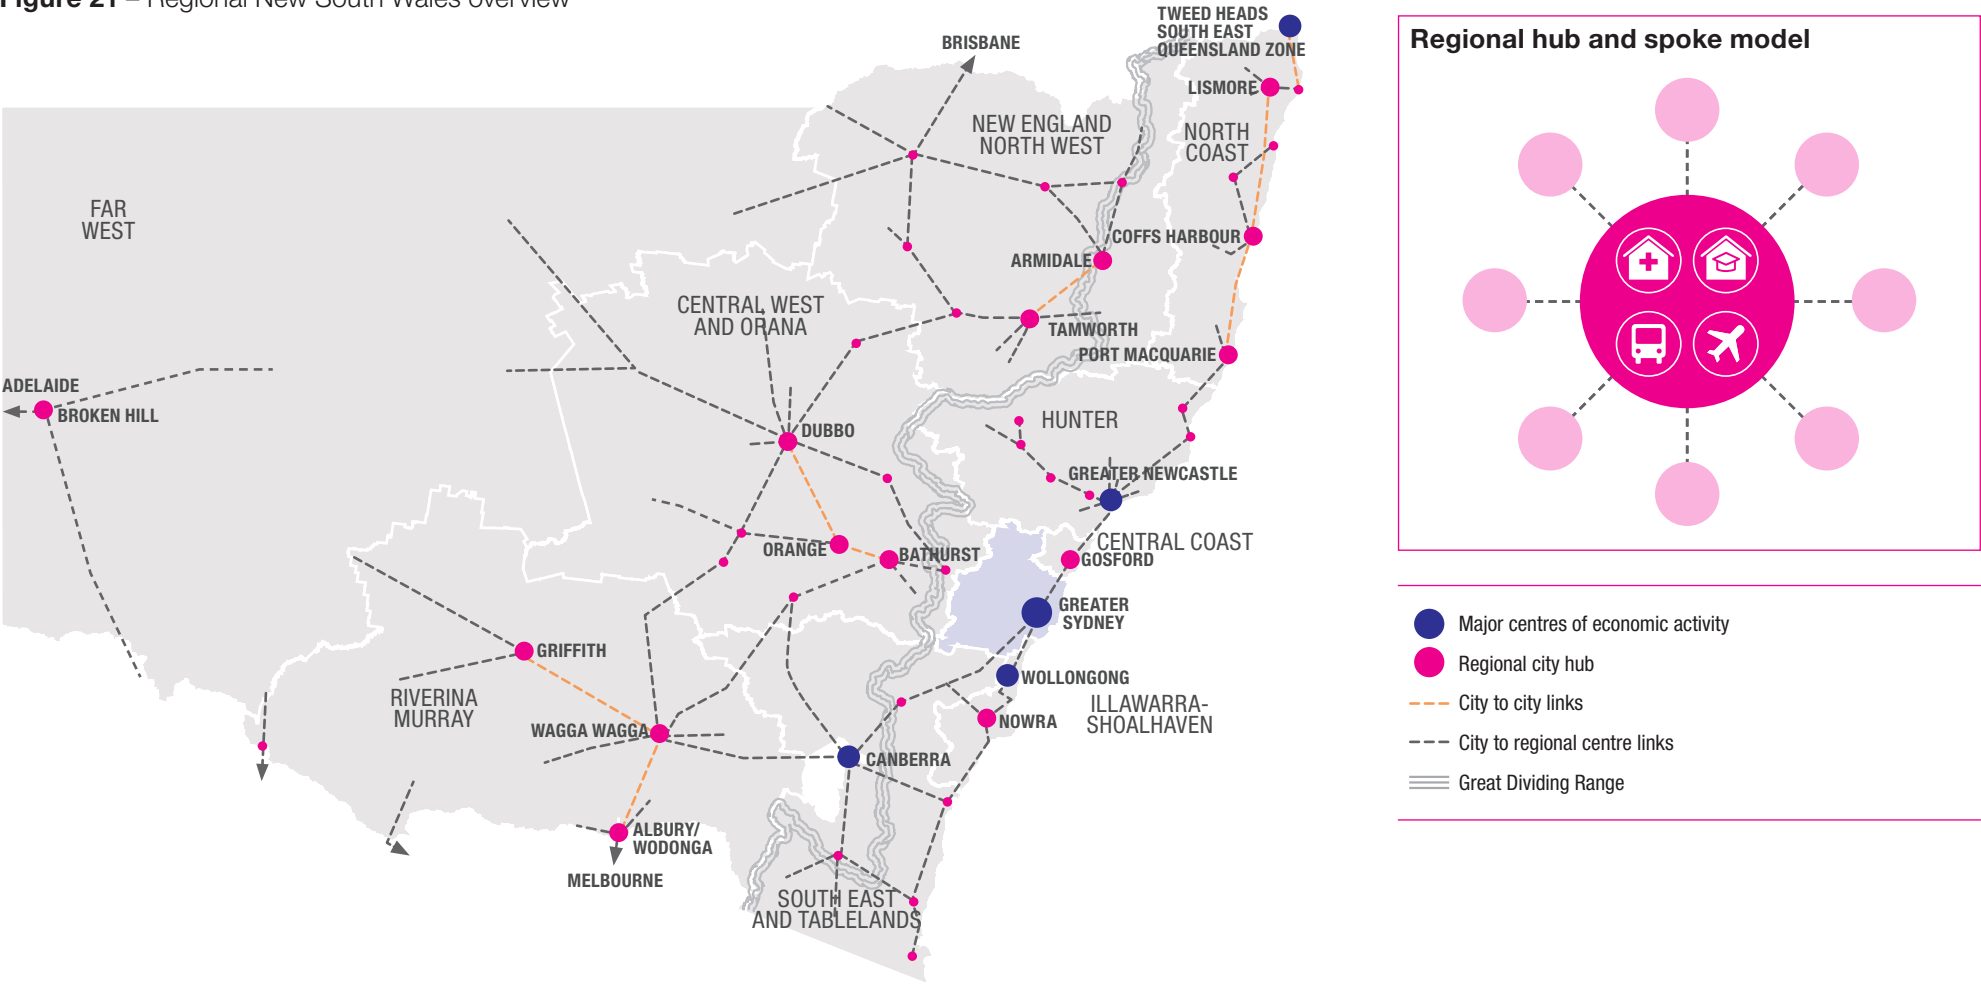 Figure 21 – Regional New South Wales overview
TWEED HEADS
SOUTH EAST
QUEENSLAND ZONE
BRISBANE
LISMORE
NEW ENGLAND
NORTH WEST
NORTH
COAST
FAR
WEST
COFFS HARBOUR
ARMIDALE
CENTRAL WEST
AND ORANA
TAMWORTH
PORT MACQUARIE
ADELAIDE
BROKEN HILL
HUNTER
DUBBO
GREATER NEWCASTLE
ORANGE
BATHURST
CENTRAL COAST
GOSFORD
GREATER
SYDNEY
GRIFFITH
WOLLONGONG
RIVERINA
MURRAY
ILLAWARRA-
SHOALHAVEN
NOWRA
WAGGA WAGGA
CANBERRA
ALBURY/
WODONGA
MELBOURNE
SOUTH EAST
AND TABLELANDS
Regional hub and spoke model
Major centres of economic activity
Regional city hub
City to city links
City to regional centre links
Great Dividing Range